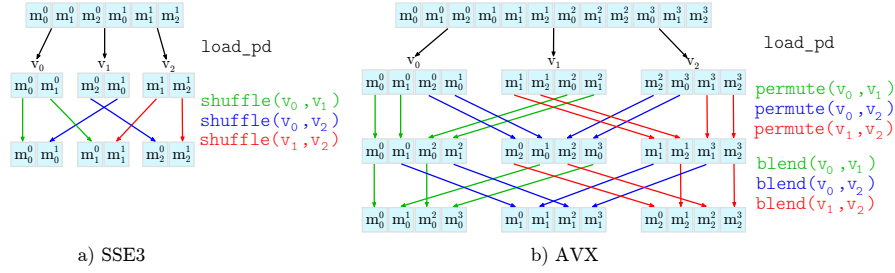 m_0^0 m_1^0 m_2^0 m_0^1 m_1^1 m_2^1
load_pd
v_0 v_1 v_2
m_0^0 m_1^0 m_2^0 m_0^1 m_1^1 m_2^1
shuffle(v_0,v_1)
shuffle(v_0,v_2)
shuffle(v_1,v_2)
m_0^0 m_0^1 m_1^0 m_1^1 m_2^0 m_2^1
a) SSE3
m_0^0 m_1^0 m_2^0 m_0^1 m_1^1 m_2^1 m_0^2 m_1^2 m_2^2 m_0^3 m_1^3 m_2^3
load_pd
v_0 v_1 v_2
m_0^0 m_1^0 m_2^0 m_0^1 m_1^1 m_2^1 m_0^2 m_1^2 m_2^2 m_0^3 m_1^3 m_2^3
permute(v_0,v_1)
permute(v_0,v_2)
permute(v_1,v_2)
m_0^0 m_1^0 m_0^2 m_1^2 m_2^0 m_0^1 m_2^2 m_0^3 m_1^1 m_2^1 m_1^3 m_2^3
blend(v_0,v_1)
blend(v_0,v_2)
blend(v_1,v_2)
m_0^0 m_0^1 m_0^2 m_0^3 m_1^0 m_1^1 m_1^2 m_1^3 m_2^0 m_2^1 m_2^2 m_2^3
b) AVX